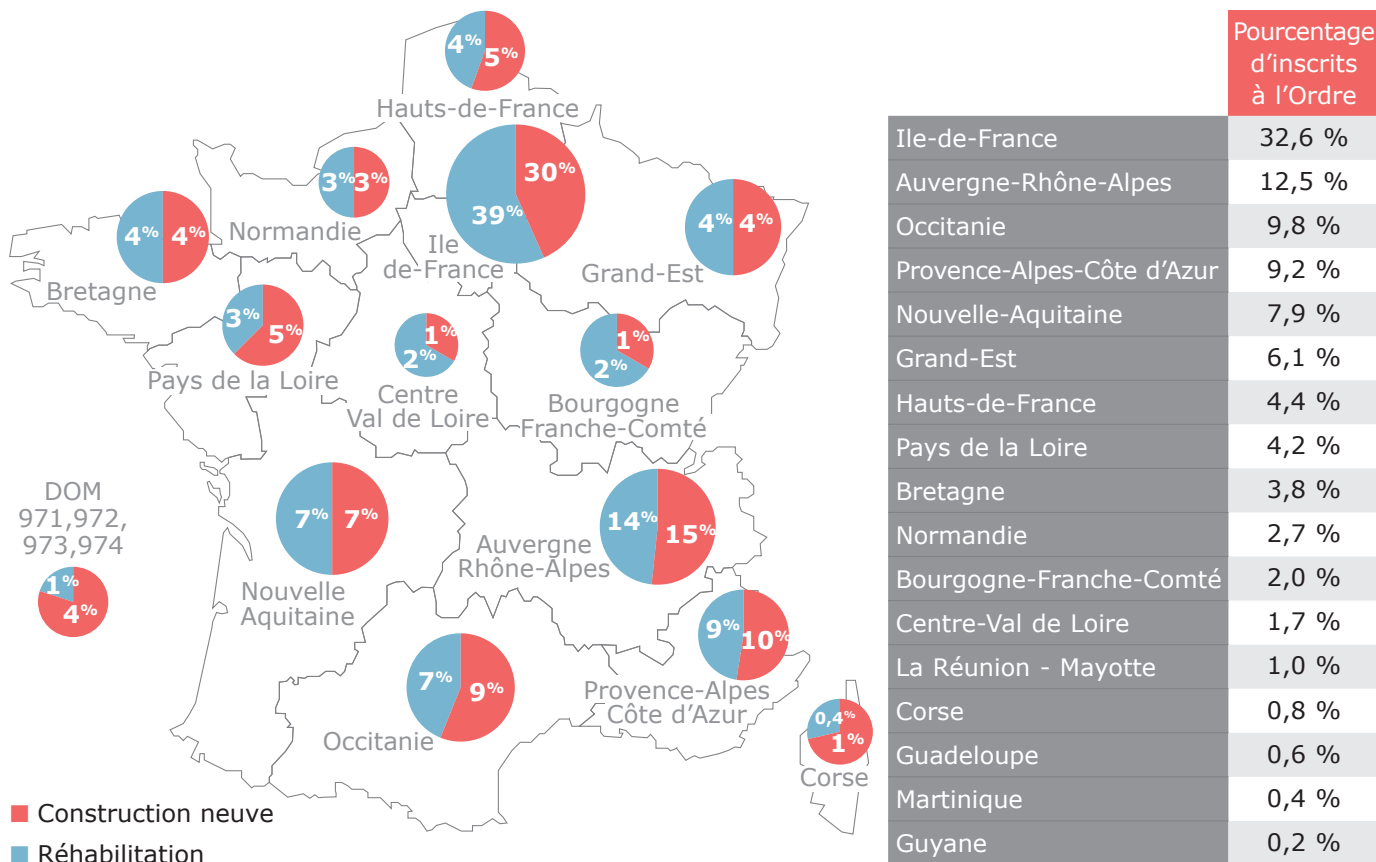 4% 5%
Hauts-de-France
30%
39%
Ile
de-France
3% 3%
Normandie
4% 4%
Bretagne
4% 4%
Grand-Est
3% 5%
Pays de la Loire
1%
2%
Centre
Val de Loire
1%
2%
Bourgogne
Franche-Comté
DOM
971,972,
973,974
1%
4%
7% 7%
Nouvelle
Aquitaine
14% 15%
Auvergne
Rhône-Alpes
9% 10%
Provence-Alpes
Côte d’Azur
7% 9%
Occitanie
0,4%
1%
Corse
Construction neuve
Réhabilitation
Pourcentage
d’inscrits
à l’Ordre
Ile-de-France 32,6 %
Auvergne-Rhône-Alpes 12,5 %
Occitanie 9,8 %
Provence-Alpes-Côte d’Azur 9,2 %
Nouvelle-Aquitaine 7,9 %
Grand-Est 6,1 %
Hauts-de-France 4,4 %
Pays de la Loire 4,2 %
Bretagne 3,8 %
Normandie 2,7 %
Bourgogne-Franche-Comté 2,0 %
Centre-Val de Loire 1,7 %
La Réunion - Mayotte 1,0 %
Corse 0,8 %
Guadeloupe 0,6 %
Martinique 0,4 %
Guyane 0,2 %